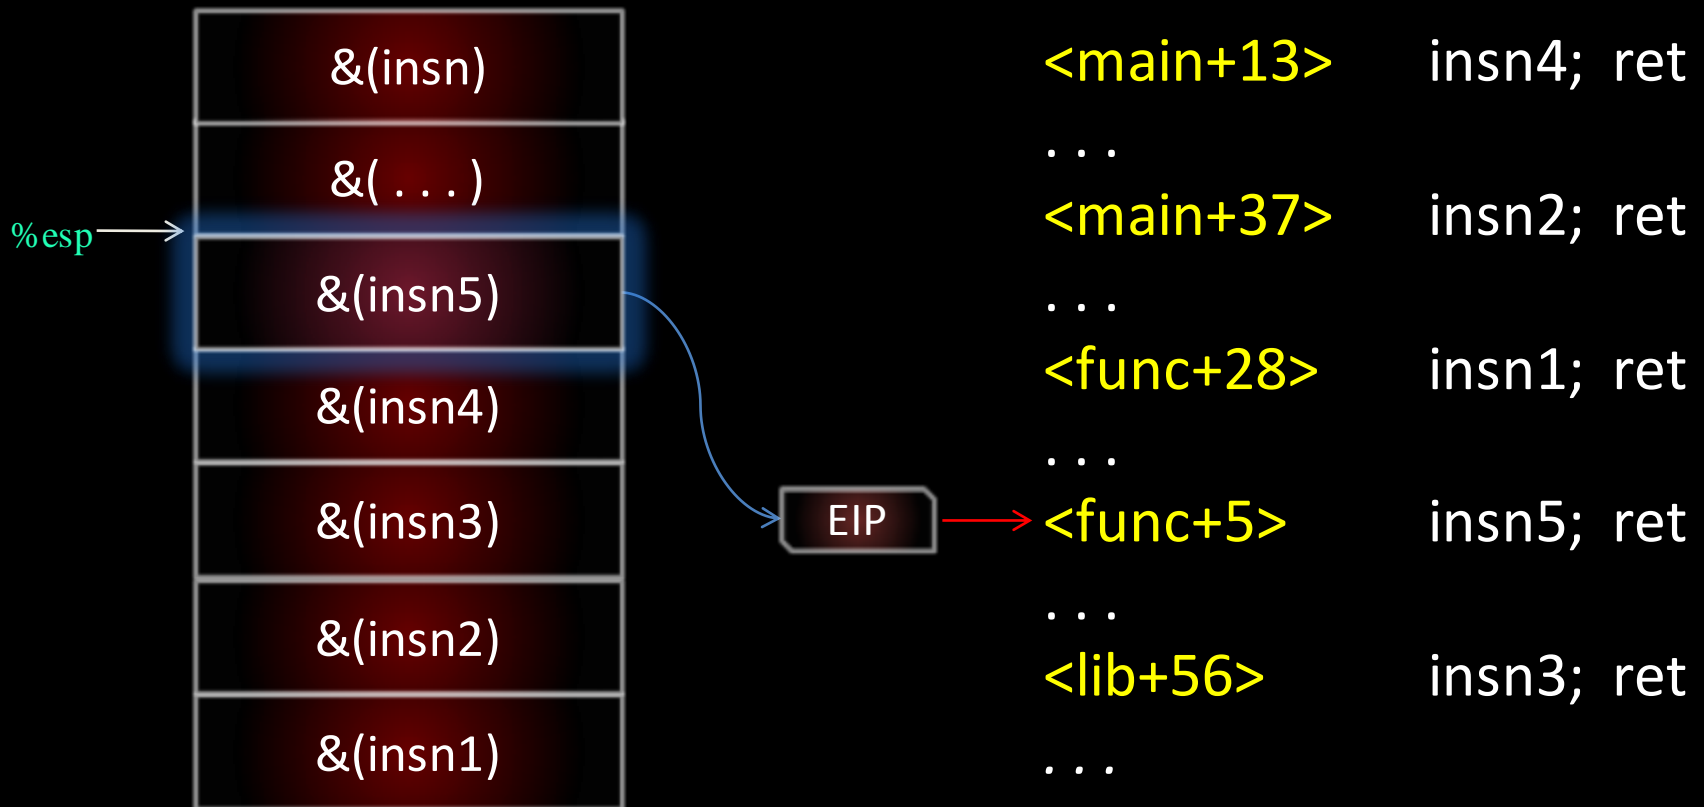 &(insn)
&( . . . )
%esp
&(insn5)
&(insn4)
&(insn3)
&(insn2)
&(insn1)
EIP
<main+13> insn4; ret
. . .
<main+37> insn2; ret
. . .
<func+28> insn1; ret
. . .
<func+5> insn5; ret
. . .
<lib+56> insn3; ret
. . .